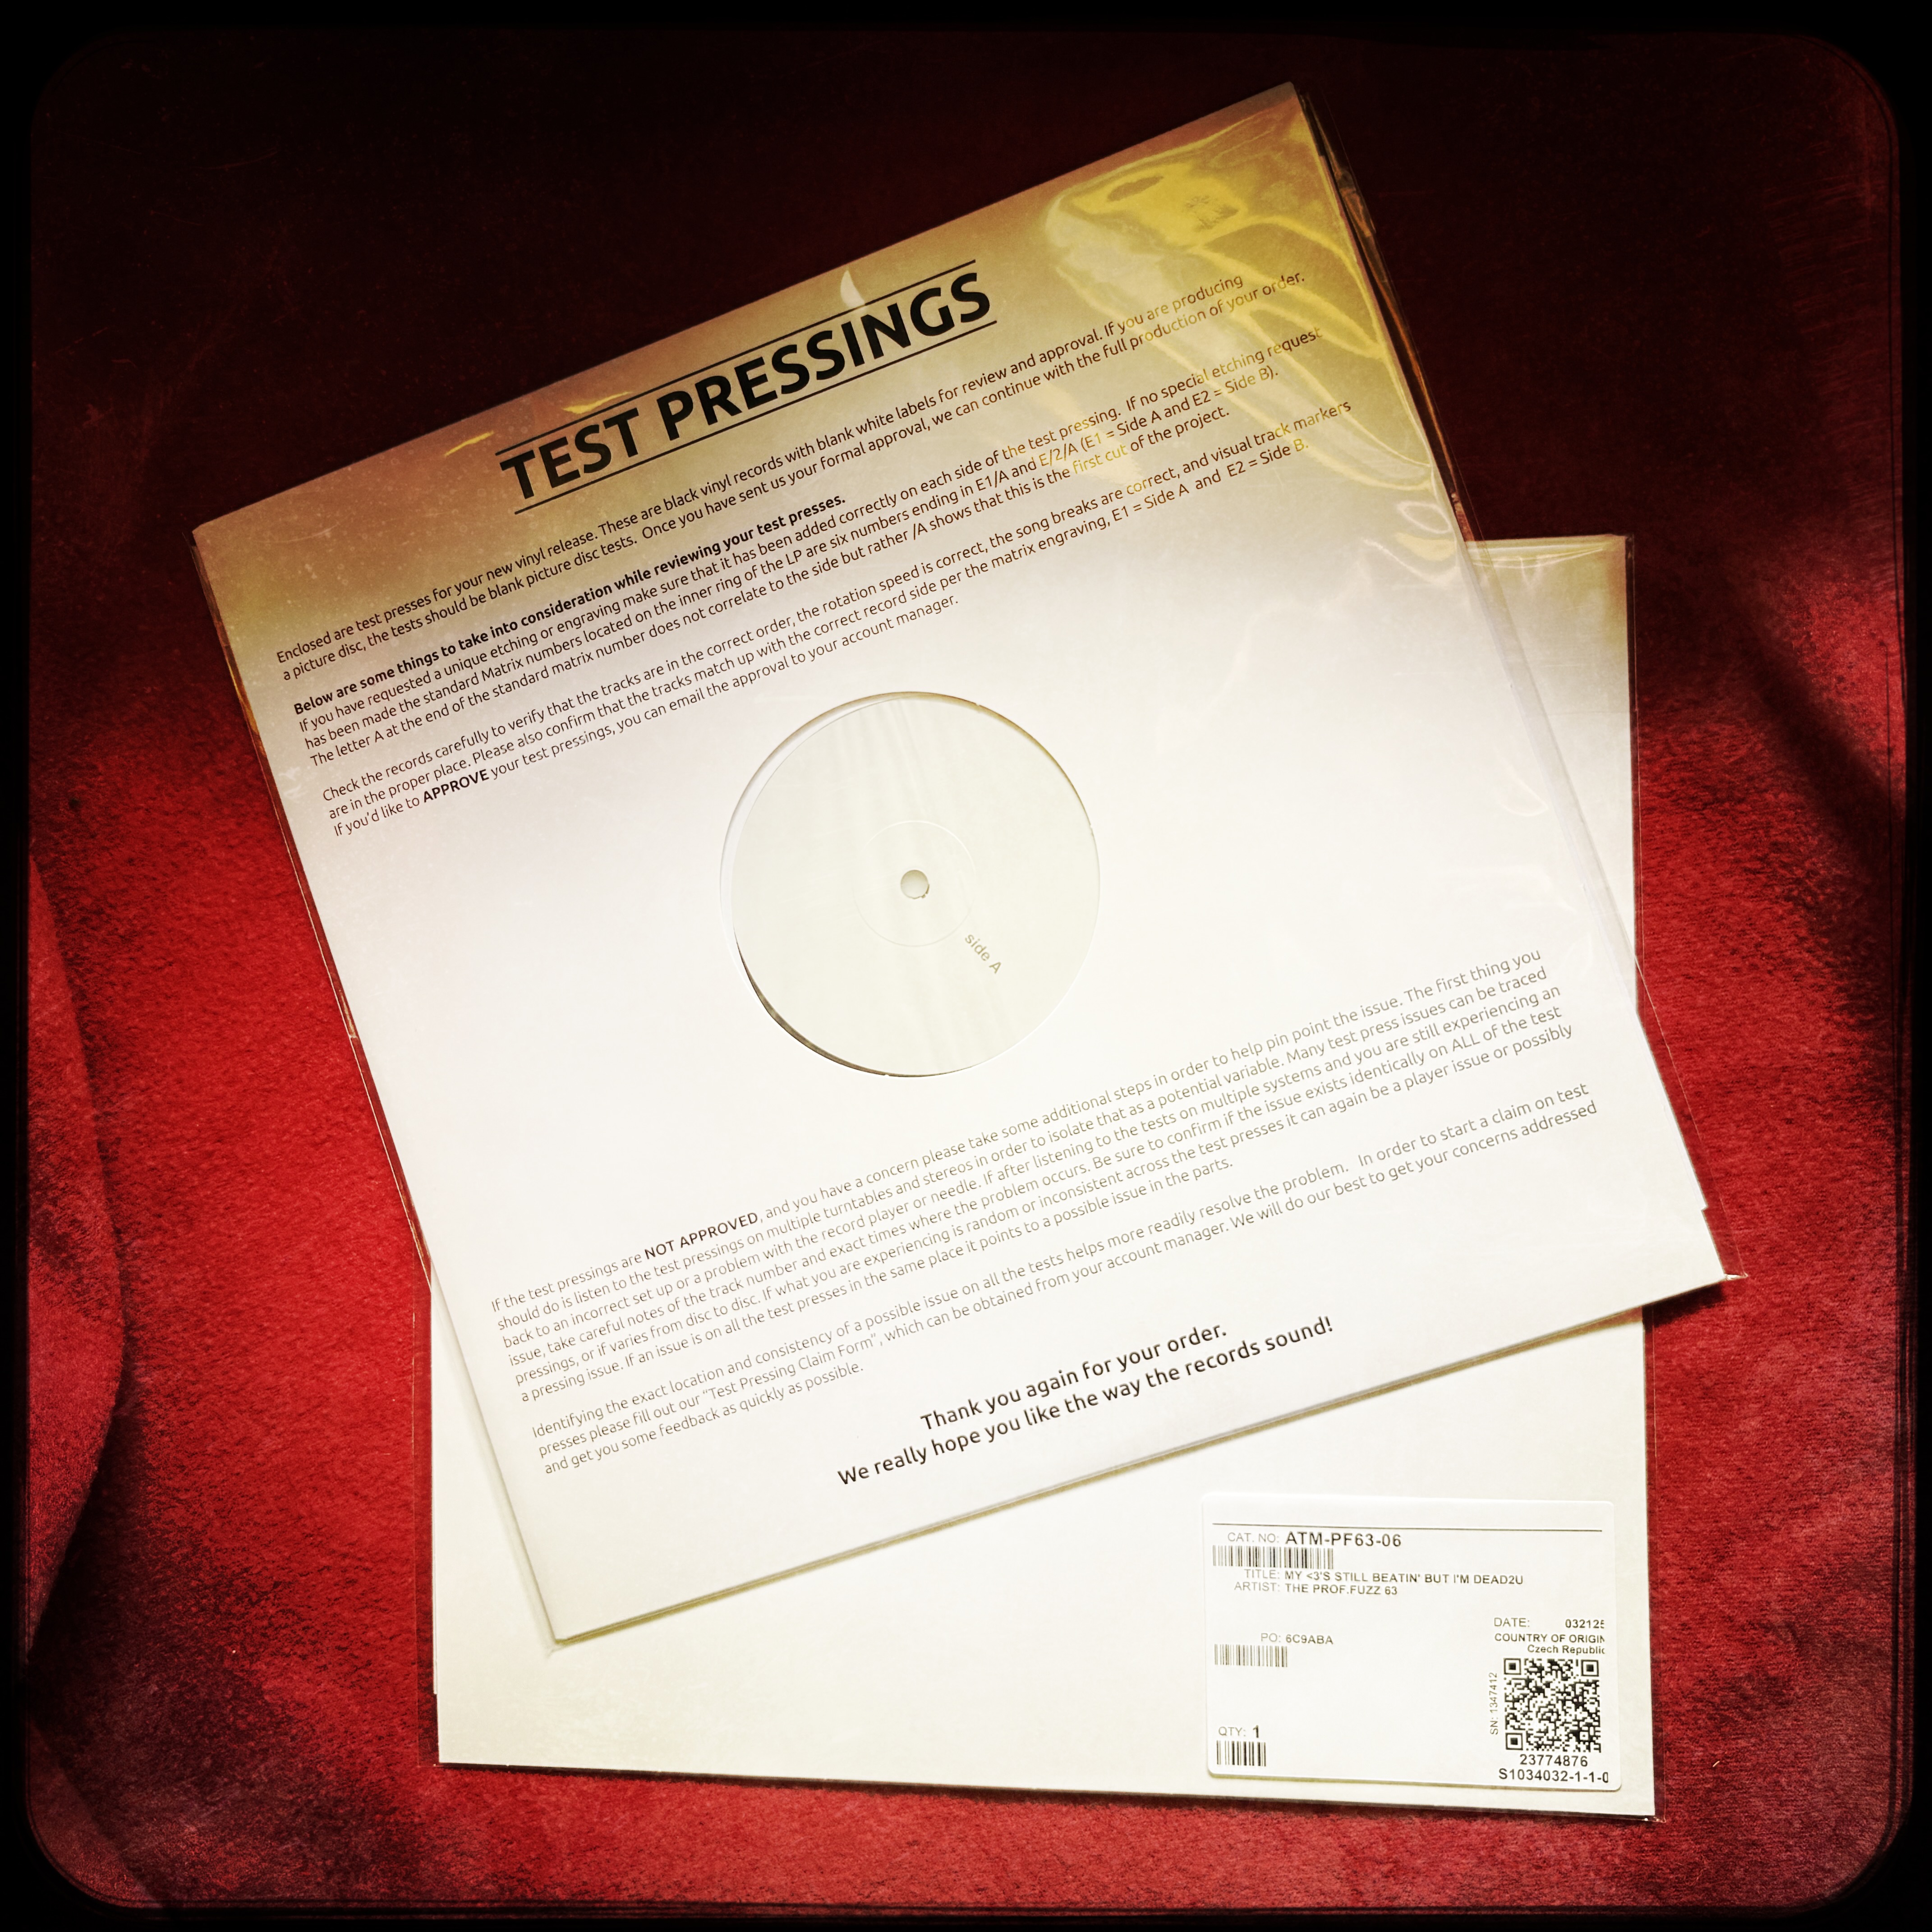 TEST PRESSINGS
Enclosed are test presses for your new vinyl release. These are black vinyl records with blank white labels for review and approval. If you are producing
a picture disc, the tests should be blank picture disc tests. Once you have sent us your formal approval, we can continue with the full production of your order.
Below are some things to take into consideration while reviewing your test presses.
If you have requested a unique etching or engraving make sure that it has been added correctly on each side of the test pressing. If no special etching request
has been made the standard Matrix numbers located on the inner ring of the LP are six numbers ending in E1/A and E/2/A (E1 = Side A and E2 = Side B).
The letter A at the end of the standard matrix number does not correlate to the side but rather /A shows that this is the first cut of the project.
Check the records carefully to verify that the tracks are in the correct order, the rotation speed is correct, the song breaks are correct, and visual track markers
are in the proper place. Please also confirm that the tracks match up with the correct record side per the matrix engraving, E1 = Side A and E2 = Side B.
If you'd like to APPROVE your test pressings, you can email the approval to your account manager.
side A
If the test pressings are NOT APPROVED, and you have a concern please take some additional steps in order to help pin point the issue. The first thing you
should do is listen to the test pressings on multiple turntables and stereos in order to isolate that as a potential variable. Many test press issues can be traced
back to an incorrect set up or a problem with the record player or needle. If after listening to the tests on multiple systems and you are still experiencing an
issue, take careful notes of the track number and exact times where the problem occurs. Be sure to confirm if the issue exists identically on ALL of the test
pressings, or if varies from disc to disc. If what you are experiencing is random or inconsistent across the test presses it can again be a player issue or possibly
a pressing issue. If an issue is on all the test presses in the same place it points to a possible issue in the parts.
Identifying the exact location and consistency of a possible issue on all the tests helps more readily resolve the problem. In order to start a claim on test
presses please fill out our "Test Pressing Claim Form", which can be obtained from your account manager. We will do our best to get your concerns addressed
and get you some feedback as quickly as possible.
Thank you again for your order.
We really hope you like the way the records sound!
CAT. NO: ATM-PF63-06
TITLE: MY <3'S STILL BEATIN' BUT I'M DEAD2U
ARTIST: THE PROF.FUZZ 63
DATE: 032125
PO: 6C9ABA
COUNTRY OF ORIGIN
Czech Republic
SN: 1347412
QTY: 1
23774876
S1034032-1-1-0